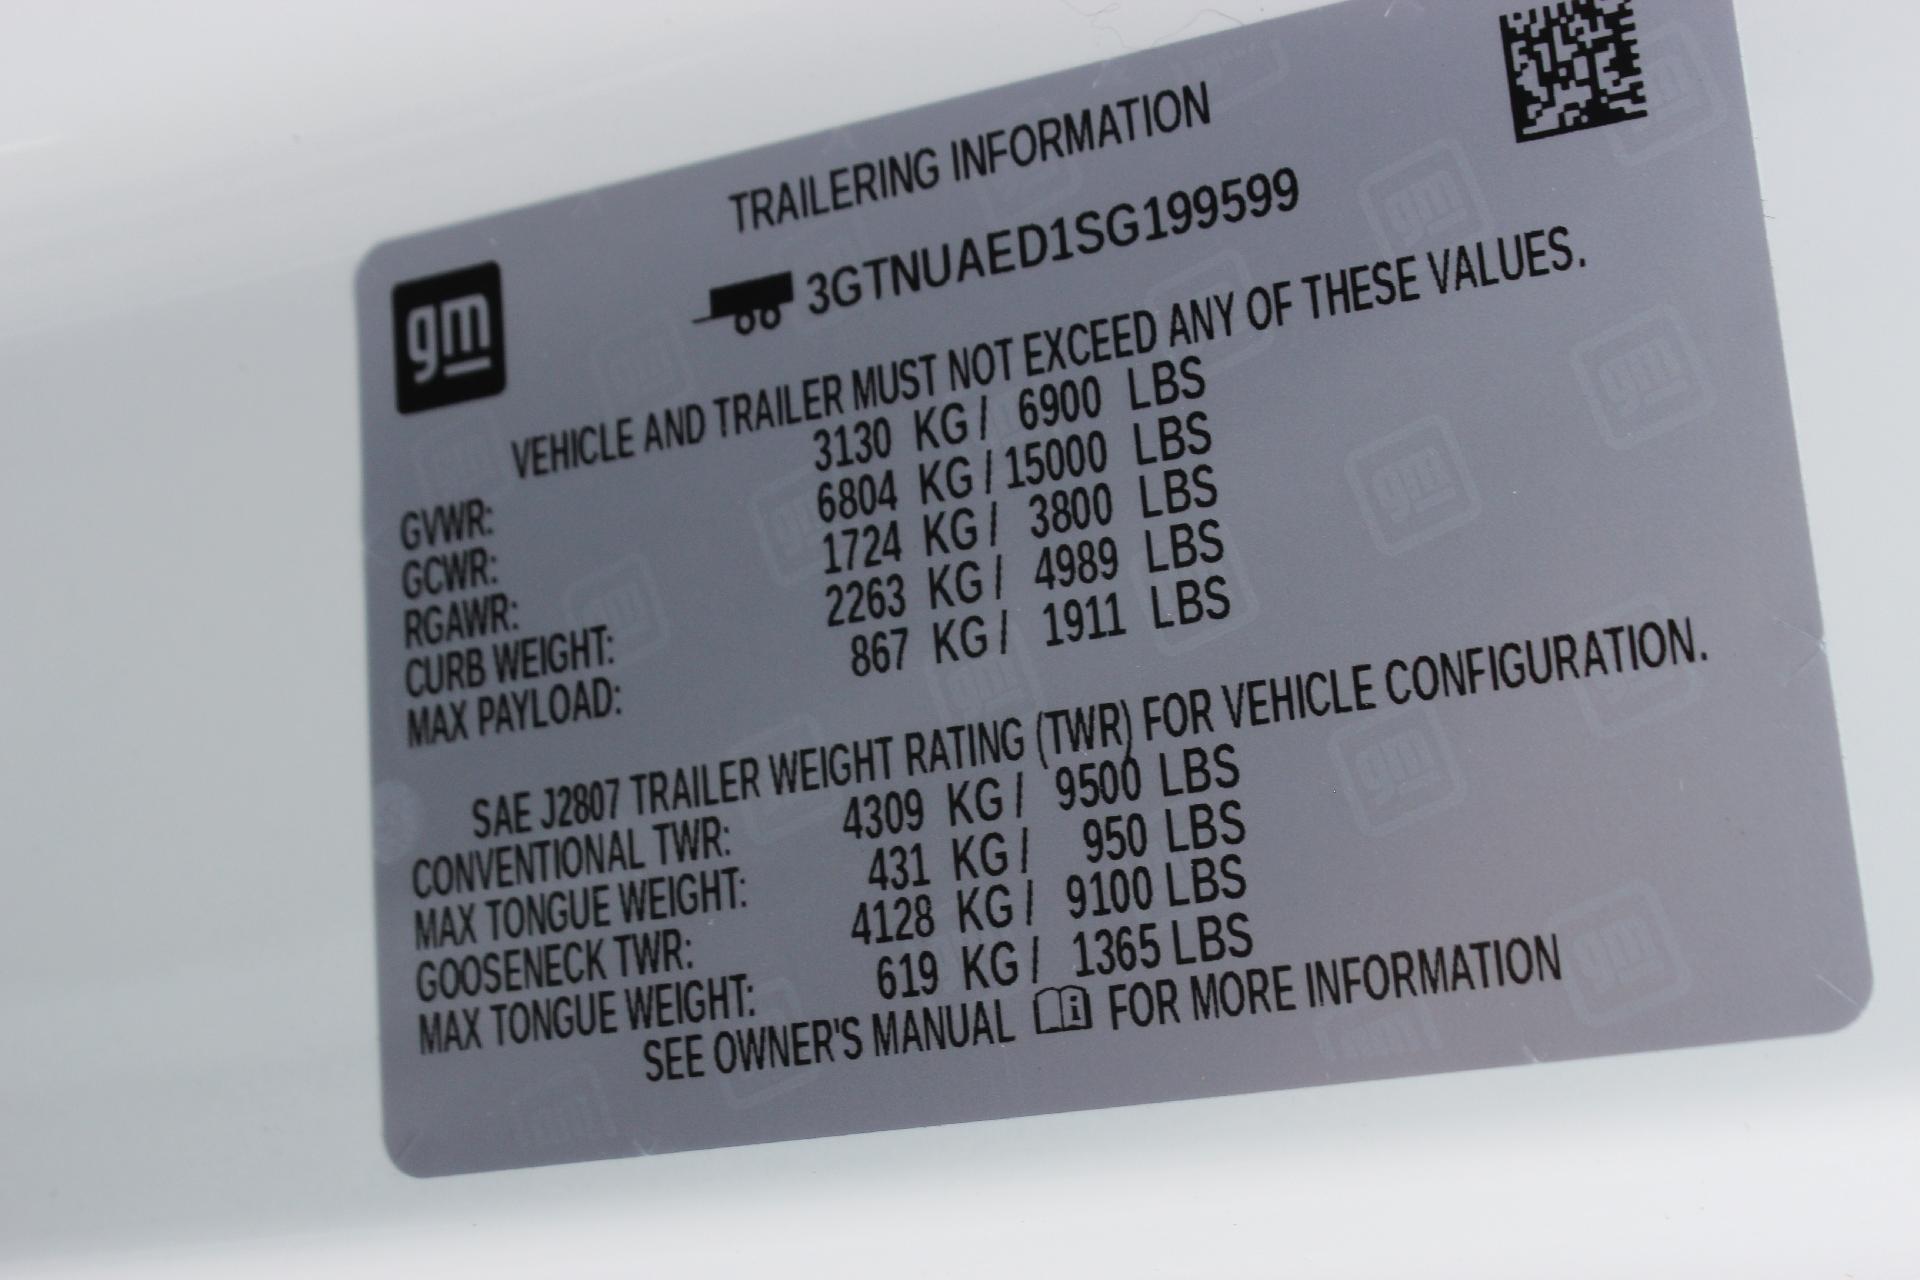 TRAILERING INFORMATION
gm
3GTNUAED1SG199599
VEHICLE AND TRAILER MUST NOT EXCEED ANY OF THESE VALUES.
GVWR: 3130 KG / 6900 LBS
GCWR: 6804 KG / 15000 LBS
RGAWR: 1724 KG / 3800 LBS
CURB WEIGHT: 2263 KG / 4989 LBS
MAX PAYLOAD: 867 KG / 1911 LBS
SAE J2807 TRAILER WEIGHT RATING (TWR) FOR VEHICLE CONFIGURATION.
CONVENTIONAL TWR: 4309 KG / 9500 LBS
MAX TONGUE WEIGHT: 431 KG / 950 LBS
GOOSENECK TWR: 4128 KG / 9100 LBS
MAX TONGUE WEIGHT: 619 KG / 1365 LBS
SEE OWNER'S MANUAL FOR MORE INFORMATION